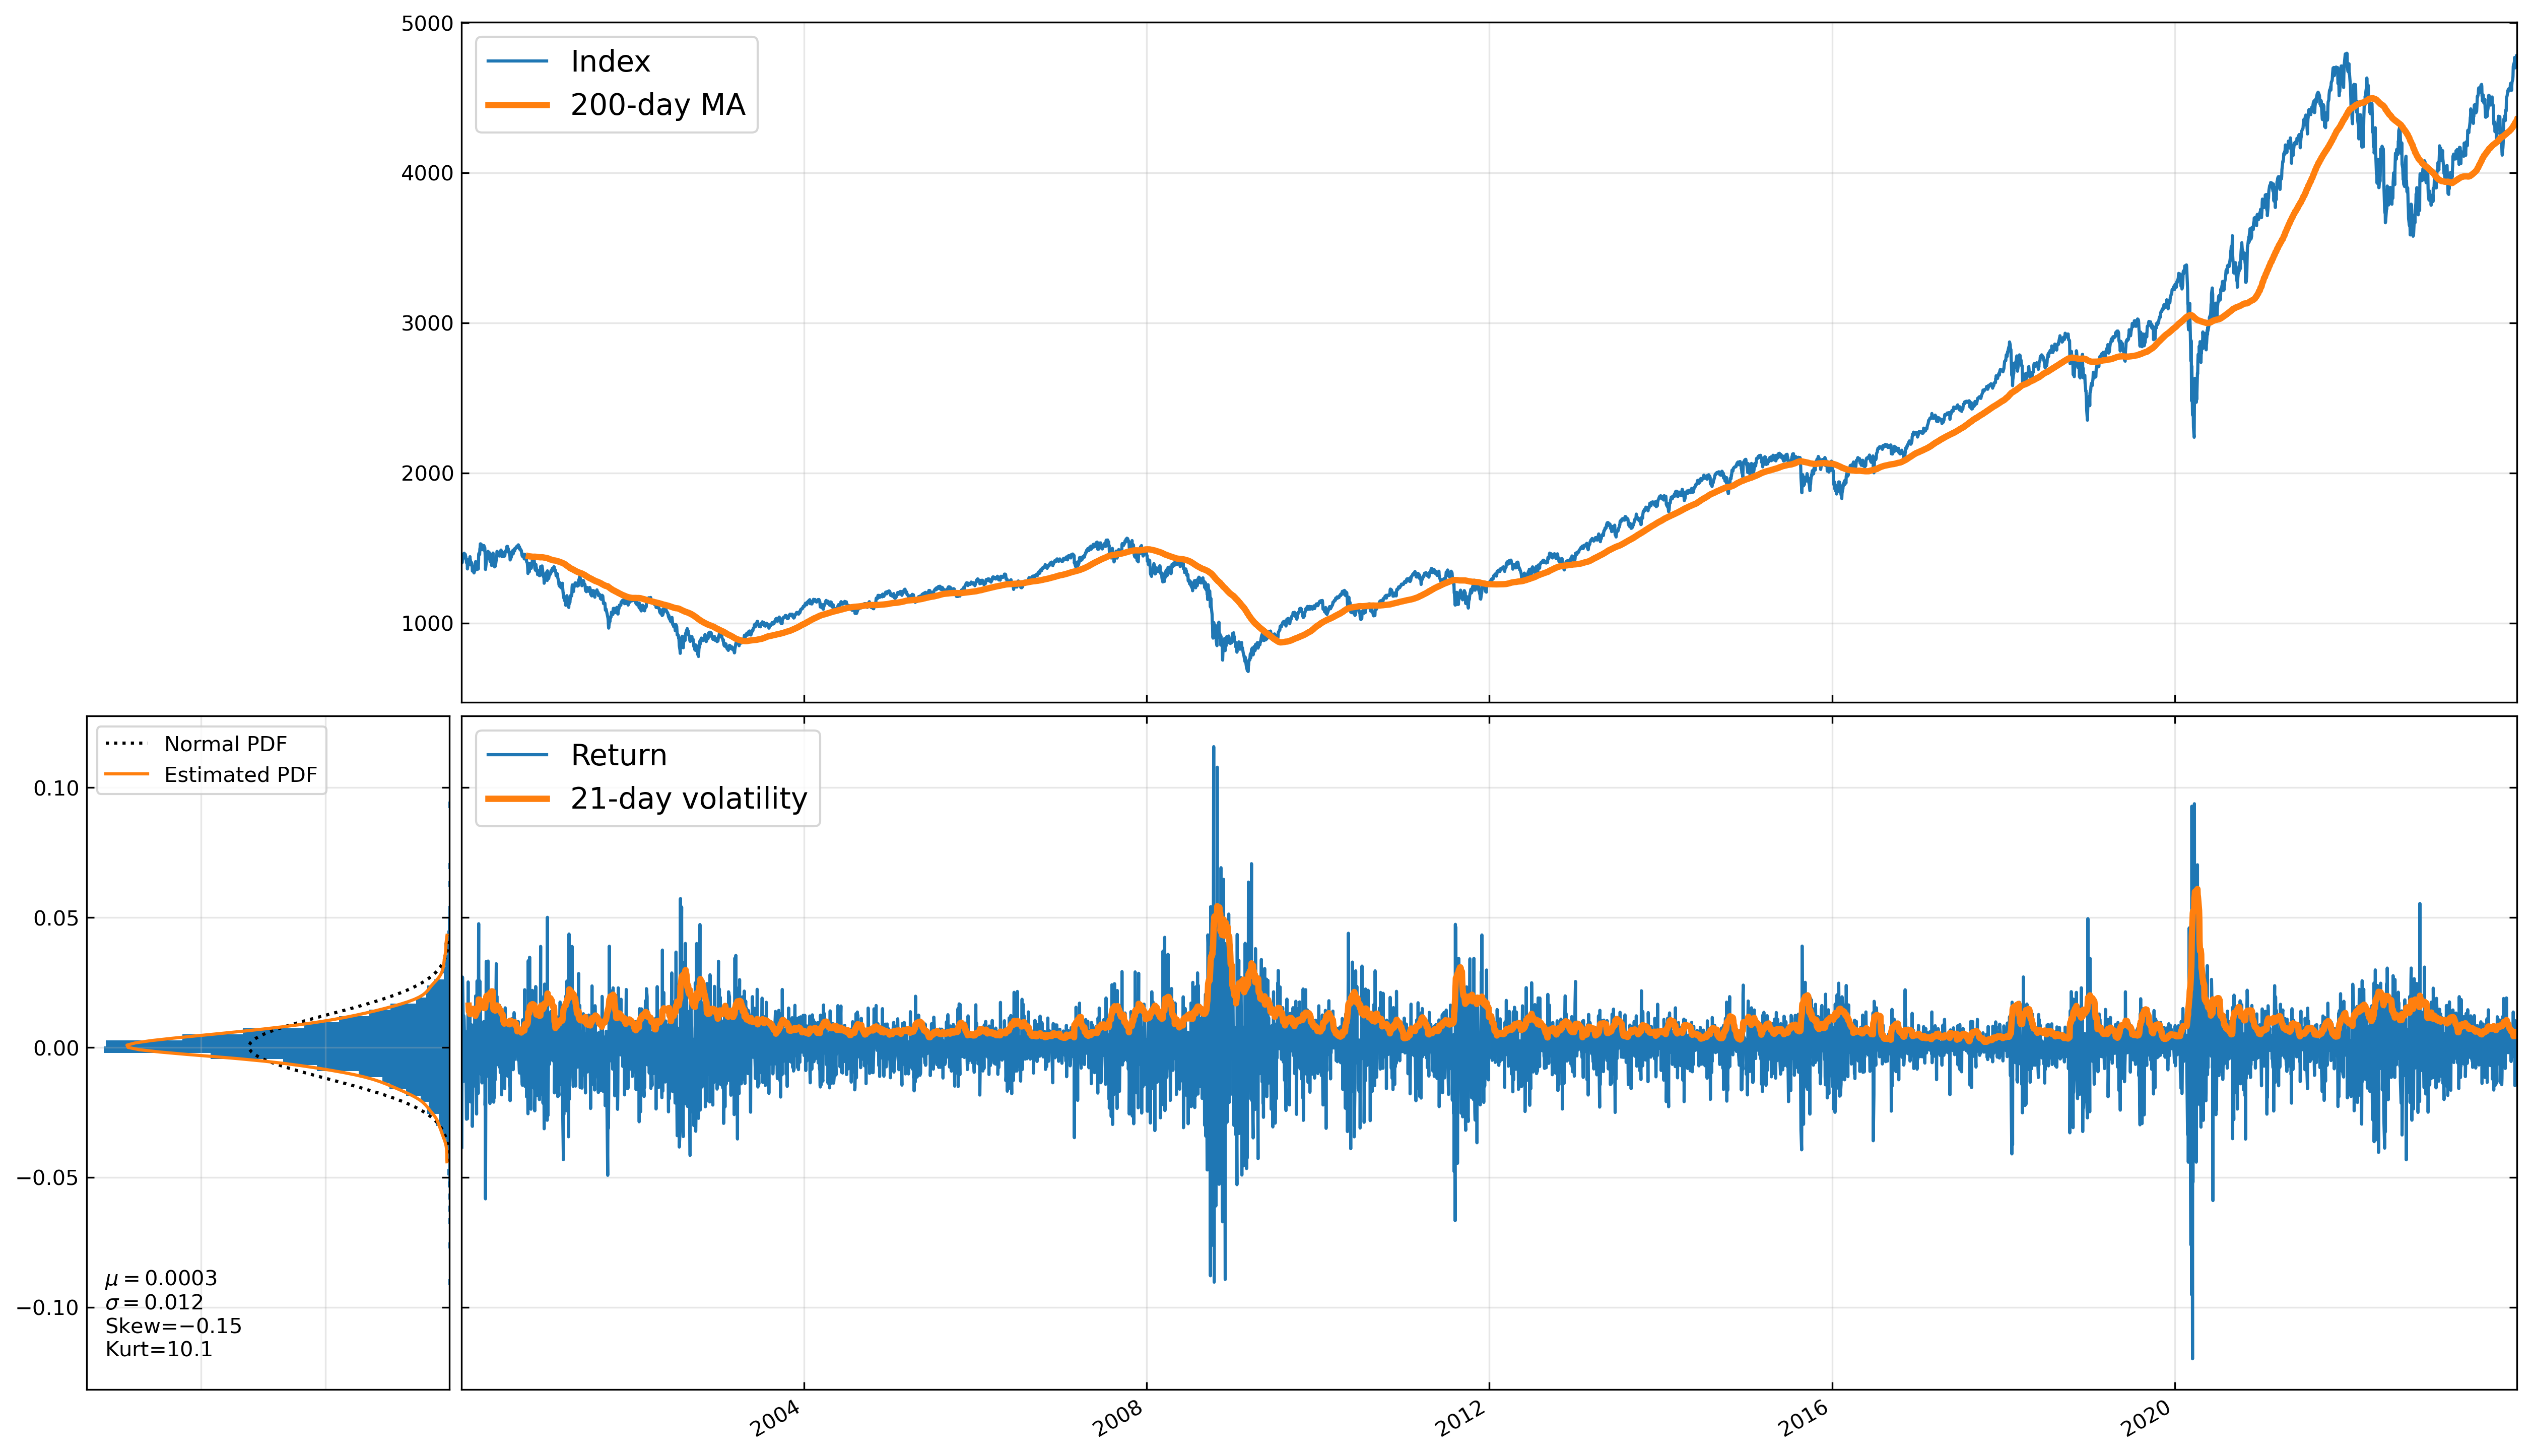 5000
4000
3000
2000
1000
Index
200-day MA
Normal PDF
Estimated PDF
0.10
0.05
0.00
−0.05
−0.10
μ = 0.0003
σ = 0.012
Skew=−0.15
Kurt=10.1
Return
21-day volatility
2004
2008
2012
2016
2020